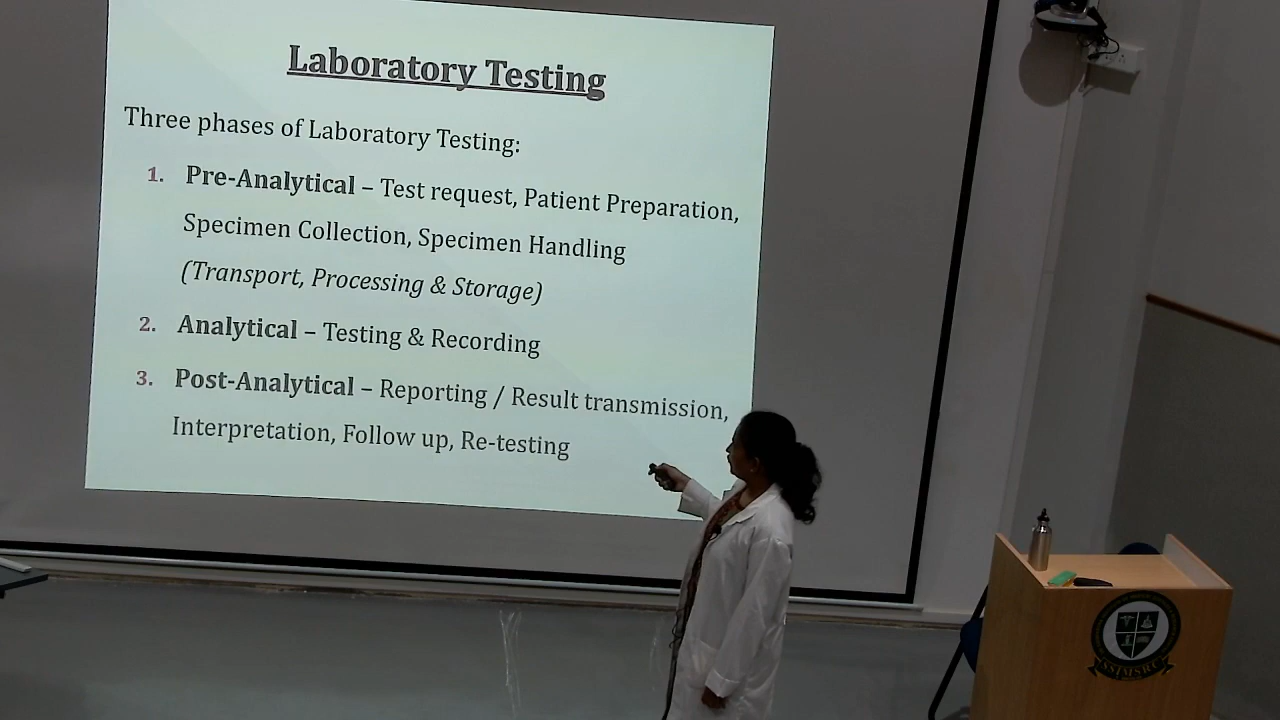 Laboratory Testing
Three phases of Laboratory Testing:
1. Pre-Analytical – Test request, Patient Preparation,
Specimen Collection, Specimen Handling
(Transport, Processing & Storage)
2. Analytical – Testing & Recording
3. Post-Analytical – Reporting / Result transmission,
Interpretation, Follow up, Re-testing